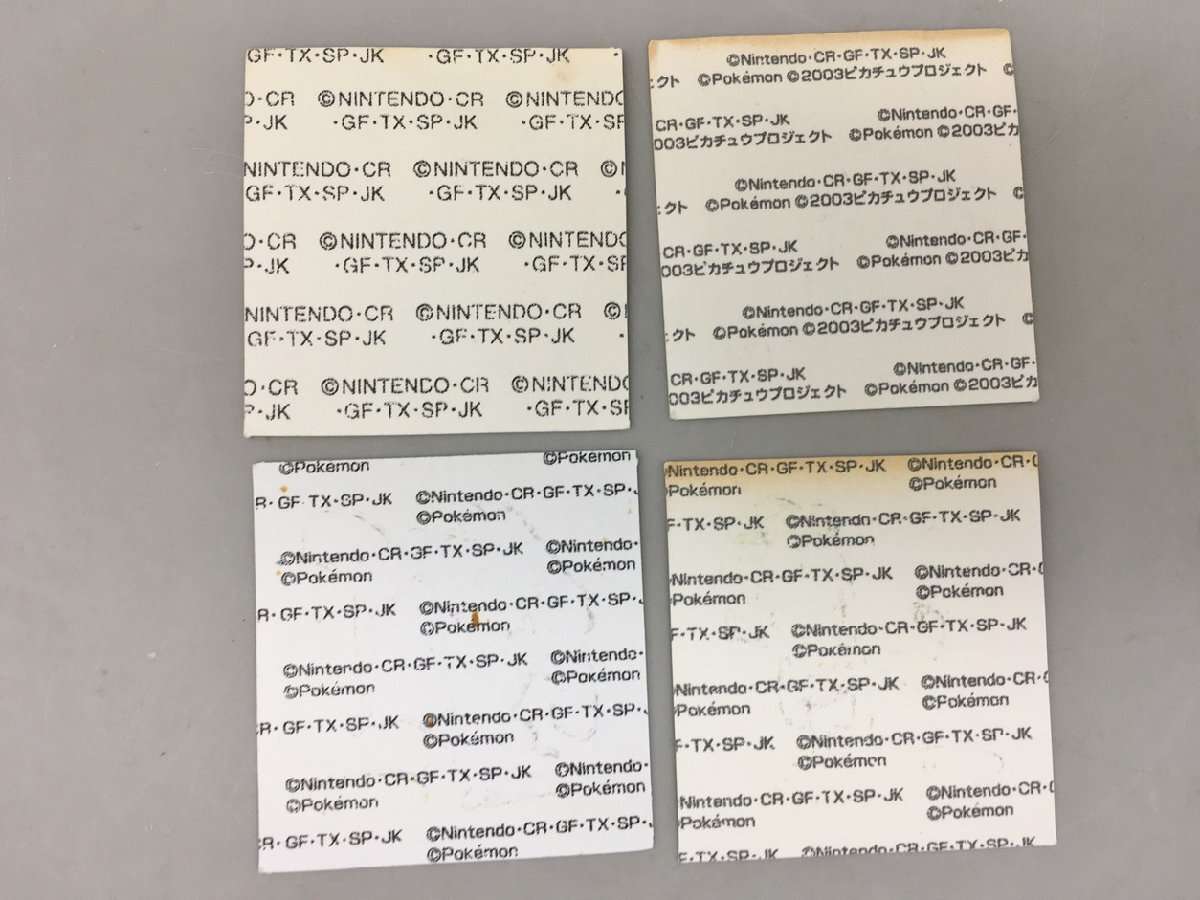 GF·TX·SP·JK ·GF·TX·SP·JK
·CR ©NINTENDO·CR ©NINTENDO
·JK ·GF·TX·SP·JK ·GF·TX·SP
NINTENDO·CR ©NINTENDO·CR ©
GF·TX·SP·JK ·GF·TX·SP·JK ·
·CR ©NINTENDO·CR ©NINTENDO
·JK ·GF·TX·SP·JK ·GF·TX·SP
NINTENDO·CR ©NINTENDO·CR ©
GF·TX·SP·JK ·GF·TX·SP·JK ·
·CR ©NINTENDO·CR ©NINTENDO
·JK ·GF·TX·SP·JK ·GF·TX·SP
©Nintendo·CR·GF·TX·SP·JK
ェクト ©Pokémon ©2003ピカチュウプロジェクト ©
CR·GF·TX·SP·JK ©Nintendo·CR·GF·
003ピカチュウプロジェクト ©Pokémon ©2003ピカ
©Nintendo·CR·GF·TX·SP·JK
クト ©Pokémon ©2003ピカチュウプロジェクト ©
CR·GF·TX·SP·JK ©Nintendo·CR·GF·
003ピカチュウプロジェクト ©Pokémon ©2003ピカ
©Nintendo·CR·GF·TX·SP·JK
クト ©Pokémon ©2003ピカチュウプロジェクト ©
CR·GF·TX·SP·JK ©Nintendo·CR·GF·
003ピカチュウプロジェクト ©Pokémon ©2003ピカ
©Pokémon ©Pokémon
R·GF·TX·SP·JK ©Nintendo·CR·GF·TX·SP·
©Pokémon
©Nintendo·CR·GF·TX·SP·JK ©Nintendo·
©Pokémon ©Pokémon
R·GF·TX·SP·JK ©Nintendo·CR·GF·TX·SP·
©Pokémon
©Nintendo·CR·GF·TX·SP·JK ©Nintendo·
©Pokémon ©Pokémon
R·GF·TX·SP·JK ©Nintendo·CR·GF·TX·SP·
©Pokémon
©Nintendo·CR·GF·TX·SP·JK ©Nintendo·
©Pokémon ©Pokémon
R·GF·TX·SP·JK ©Nintendo·CR·GF·TX·SP·
©Pokémon
Nintendo·CR·GF·TX·SP·JK ©Nintendo·CR·
Pokémon ©Pokémon
F·TX·SP·JK ©Nintendo·CR·GF·TX·SP·JK
©Pokémon
Nintendo·CR·GF·TX·SP·JK ©Nintendo·CR·
Pokémon ©Pokémon
F·TX·SP·JK ©Nintendo·CR·GF·TX·SP·JK
©Pokémon
Nintendo·CR·GF·TX·SP·JK ©Nintendo·CR·
Pokémon ©Pokémon
F·TX·SP·JK ©Nintendo·CR·GF·TX·SP·JK
©Pokémon
Nintendo·CR·GF·TX·SP·JK ©Nintendo·CR·
Pokémon ©Pokémon
F·TX·SP·JK ©Nintendo·CR·GF·TX·SP·JK